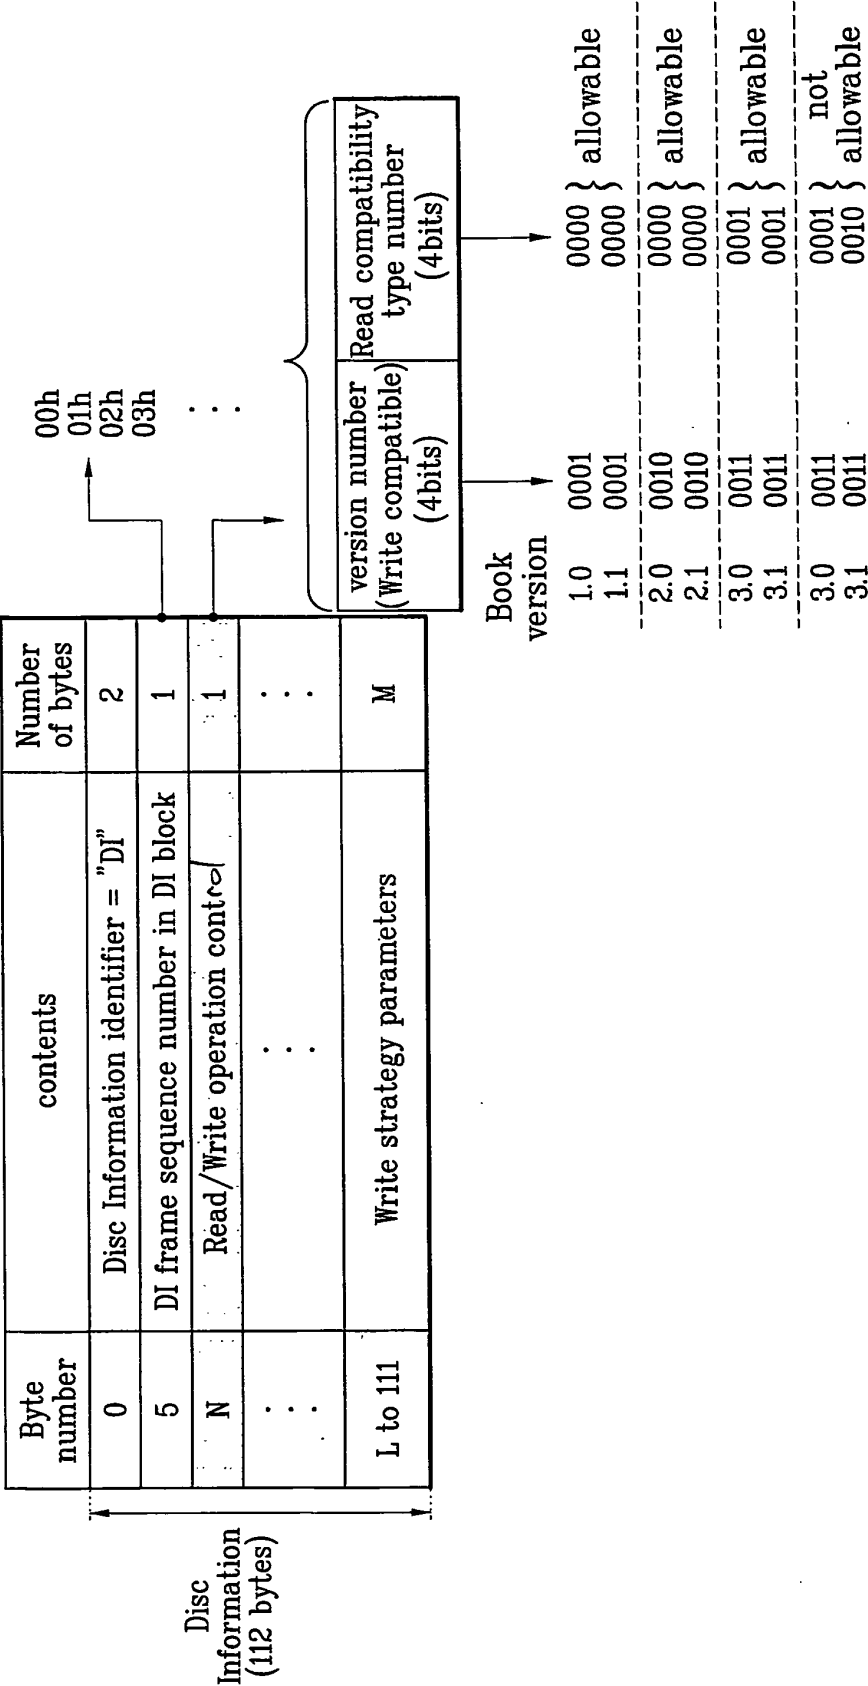 Disc
Information
(112 bytes)
Byte
number
contents
Number
of bytes
0
Disc Information identifier = "DI"
2
5
DI frame sequence number in DI block
1
N
Read/Write operation control
1
· · ·
· · ·
· · ·
L to 111
Write strategy parameters
M
00h
01h
02h
03h
· · ·
version number
(Write compatible)
(4bits)
Read compatibility
type number
(4bits)
Book
version
1.0 0001 0000
1.1 0001 0000
} allowable
2.0 0010 0000
2.1 0010 0000
} allowable
3.0 0011 0001
3.1 0011 0001
} allowable
3.0 0011 0001
3.1 0011 0010
} not
allowable